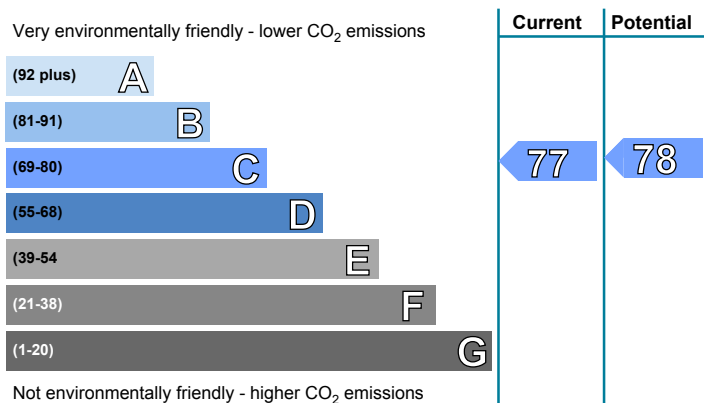 Very environmentally friendly - lower CO2 emissions
Current
Potential
(92 plus) A
(81-91) B
(69-80) C
77
78
(55-68) D
(39-54 E
(21-38) F
(1-20) G
Not environmentally friendly - higher CO2 emissions